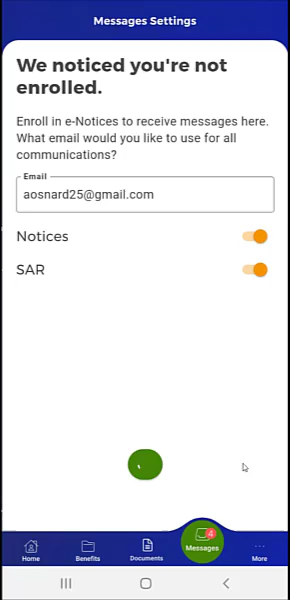 Messages Settings
We noticed you're not
enrolled.
Enroll in e-Notices to receive messages here.
What email would you like to use for all
communications?
Email
aosnard25@gmail.com
Notices
SAR
4
Home
Benefits
Documents
Messages
More